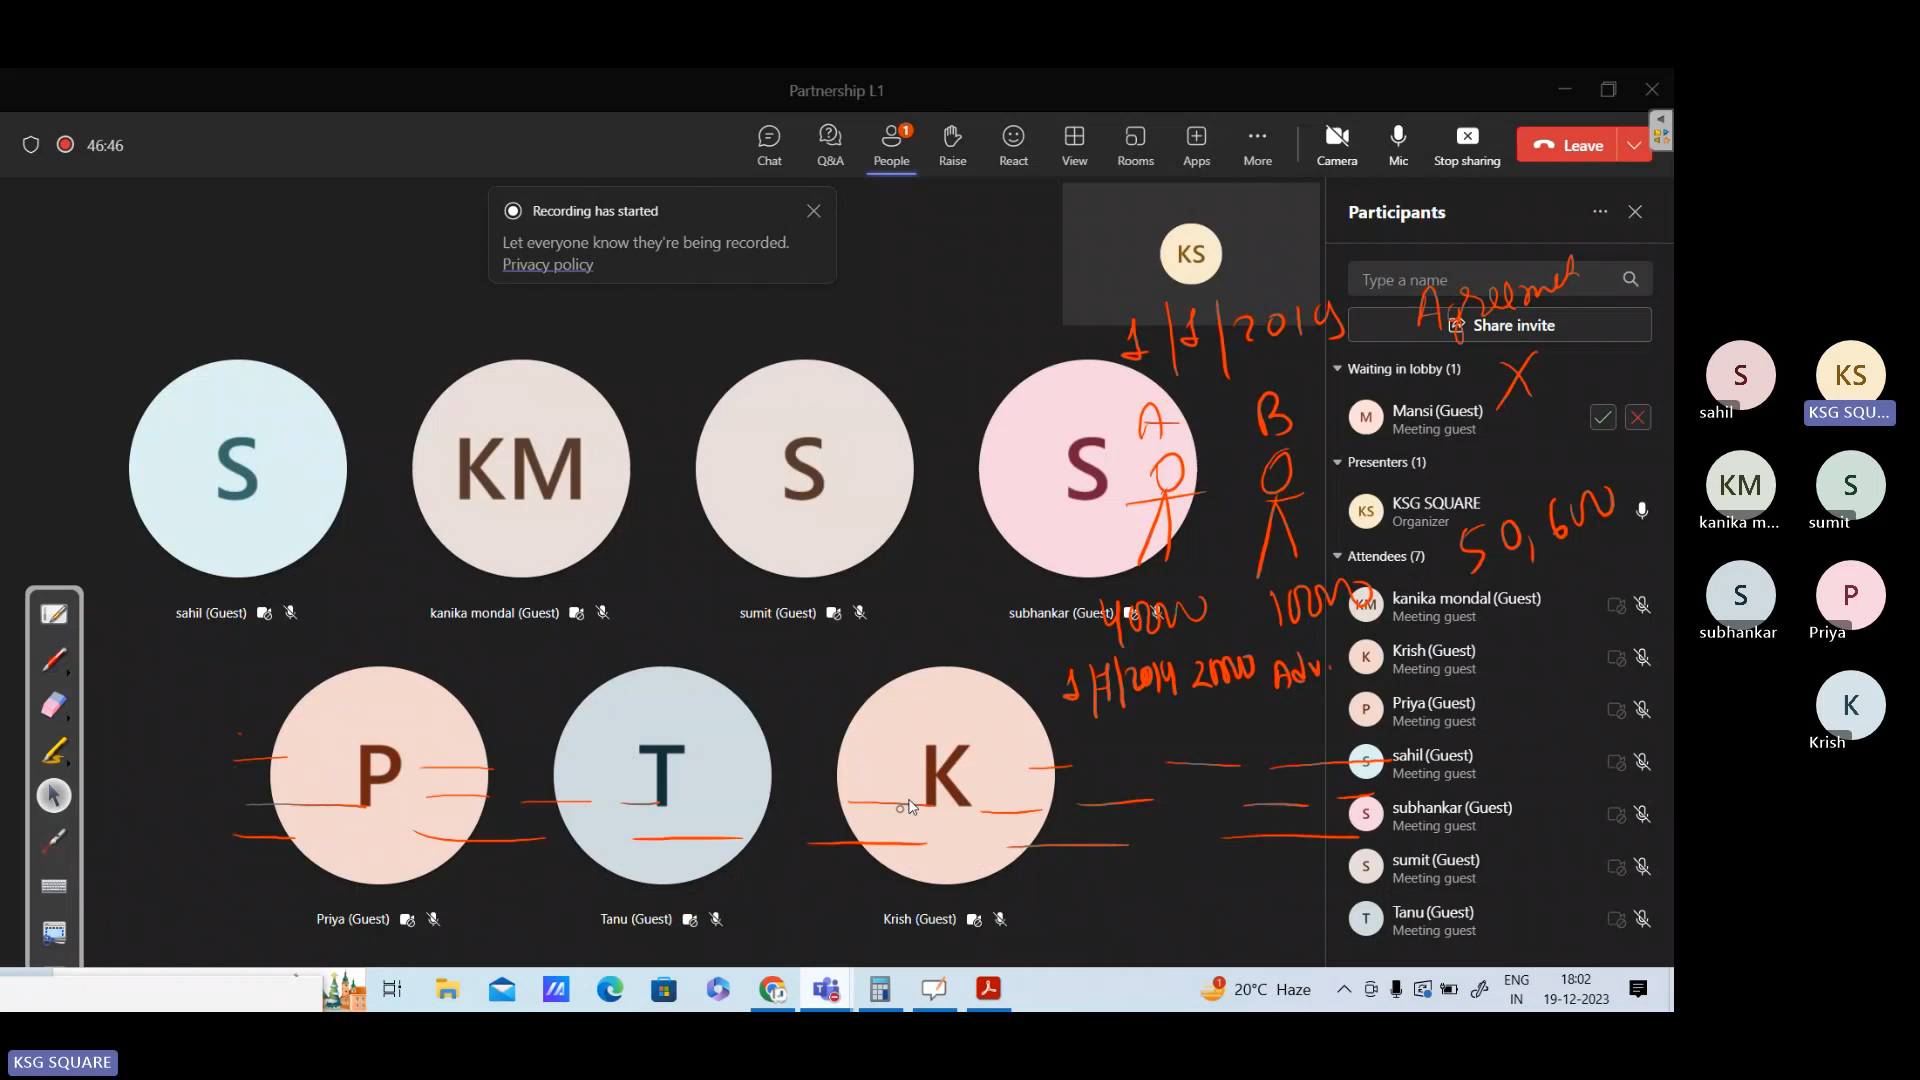 Partnership L1
46:46
Chat
Q&A
1
People
Raise
React
View
Rooms
Apps
More
Camera
Mic
Stop sharing
Leave
Recording has started
Let everyone know they're being recorded.
Privacy policy
KS
Participants
Type a name
Agreement
Share invite
1/1/2019
Waiting in lobby (1)
X
M
Mansi (Guest)
Meeting guest
A
B
Presenters (1)
KS
KSG SQUARE
Organizer
50,600
Attendees (7)
S
KM
S
S
sahil (Guest)
kanika mondal (Guest)
sumit (Guest)
subhankar (Guest)
40000
10000
KM
kanika mondal (Guest)
Meeting guest
K
Krish (Guest)
Meeting guest
Adv.
P
Priya (Guest)
Meeting guest
S
sahil (Guest)
Meeting guest
S
subhankar (Guest)
Meeting guest
S
sumit (Guest)
Meeting guest
T
Tanu (Guest)
Meeting guest
P
T
K
Priya (Guest)
Tanu (Guest)
Krish (Guest)
S
sahil
KS
KSG SQU...
KM
kanika m...
S
sumit
S
subhankar
P
Priya
K
Krish
1
20°C Haze
ENG
IN
18:02
19-12-2023
KSG SQUARE